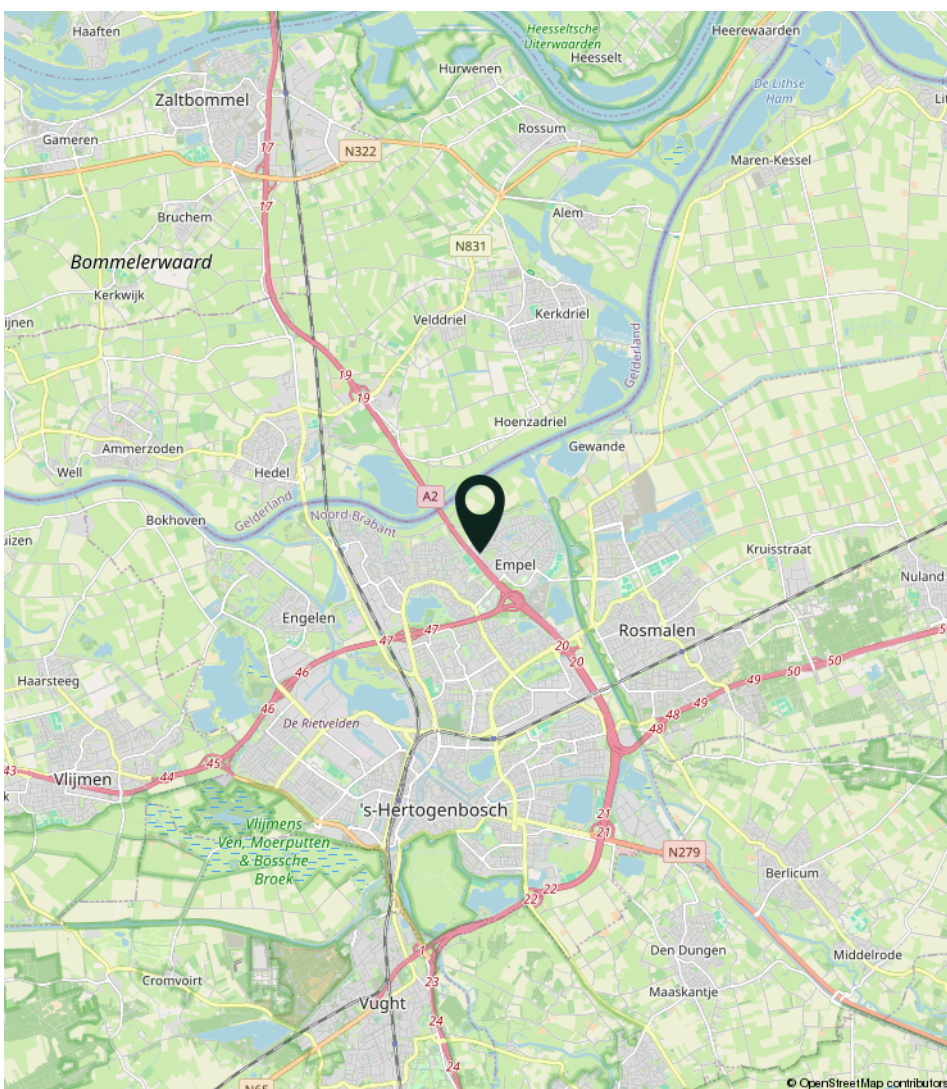 Haaften
Heesseltsche
Uiterwaarden
Heesselt
Heerewaarden
Hurwenen
De Lithse
Ham
Zaltbommel
Rossum
Gameren
17
N322
Maren-Kessel
17
Bruchem
Alem
N831
Bommelerwaard
Kerkwijk
Kerkdriel
Velddriel
Gelderland
19
19
Hoenzadriel
Ammerzoden
Gewande
Well
Hedel
A2
Gelderland
Noord-Brabant
Bokhoven
Kruisstraat
Empel
Nuland
Engelen
Rosmalen
47
47
20
20
46
50
50
Haarsteeg
49
49
46
48
48
De Rietvelden
45
43
44
Vlijmen
's-Hertogenbosch
21
21
Vlijmens
Ven, Moerputten
& Bossche
Broek
N279
Berlicum
22
22
1
Den Dungen
Middelrode
Cromvoirt
23
Maaskantje
Vught
24
24
N65
© OpenStreetMap contributors